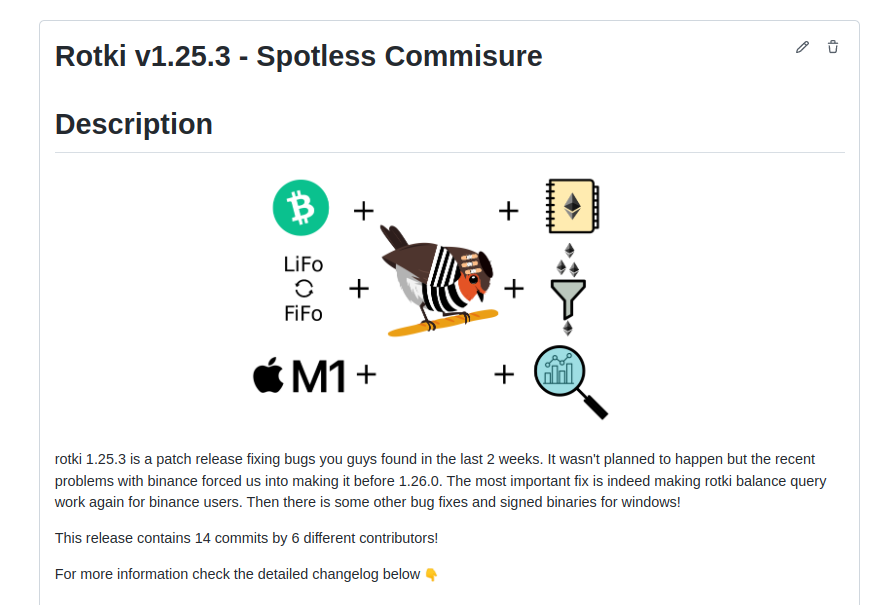 Rotki v1.25.3 - Spotless Commisure
Description
LiFo
FiFo
M1
rotki 1.25.3 is a patch release fixing bugs you guys found in the last 2 weeks. It wasn't planned to happen but the recent
problems with binance forced us into making it before 1.26.0. The most important fix is indeed making rotki balance query
work again for binance users. Then there is some other bug fixes and signed binaries for windows!
This release contains 14 commits by 6 different contributors!
For more information check the detailed changelog below 👇